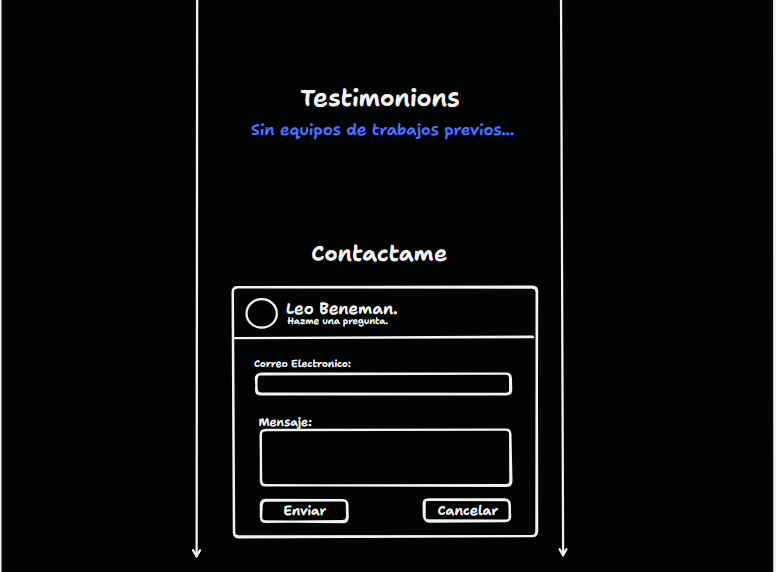 Testimonions
Sin equipos de trabajos previos...
Contactame
Leo Beneman.
Hazme una pregunta.
Correo Electronico:
Mensaje:
Enviar
Cancelar